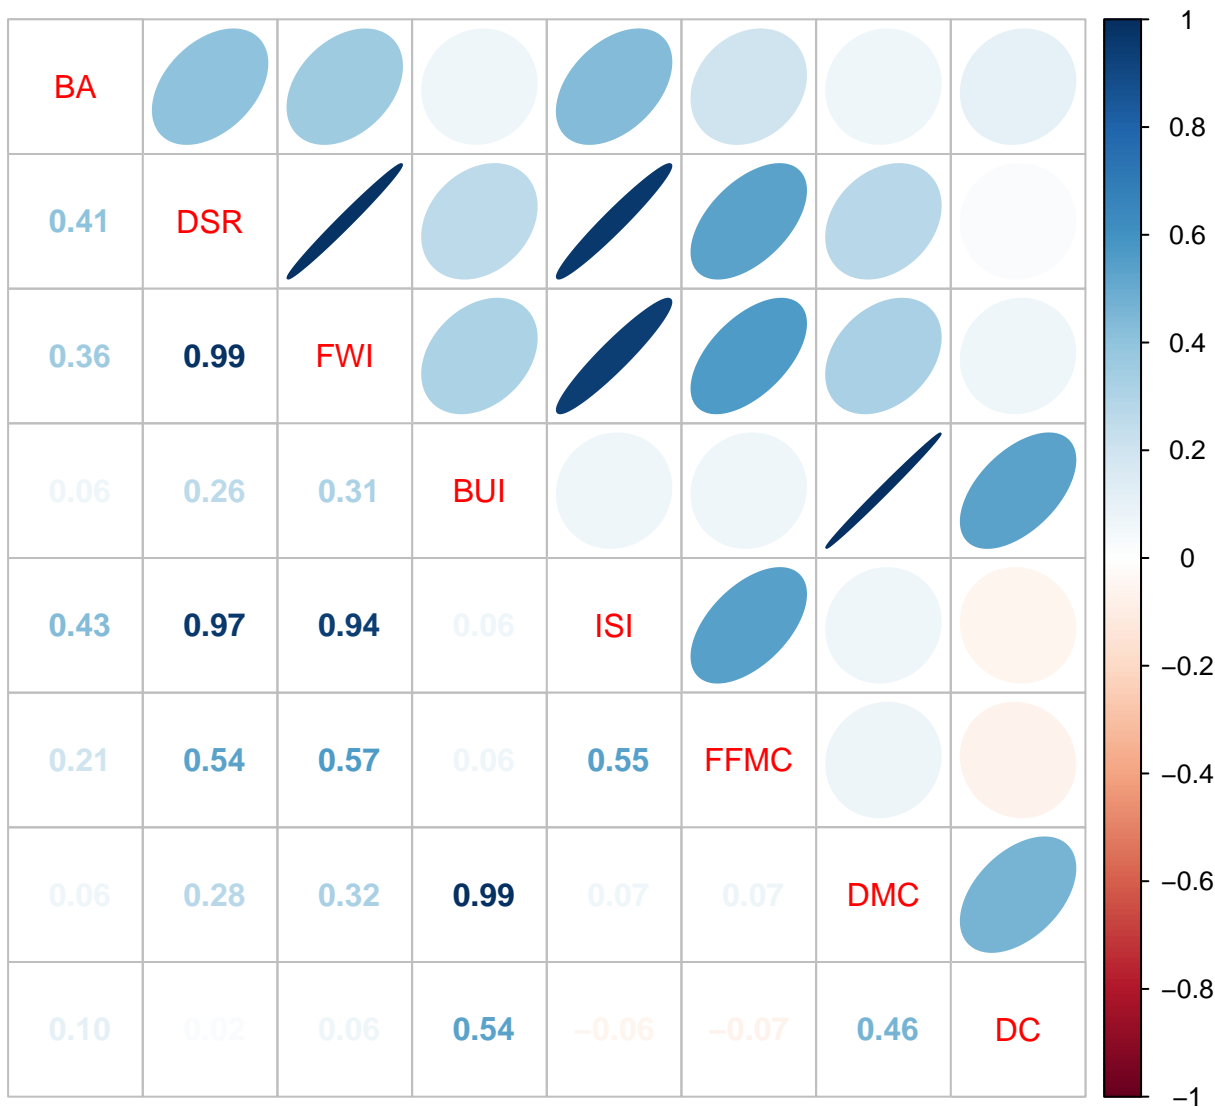 BA
0.41 DSR
0.36 0.99 FWI
0.06 0.26 0.31 BUI
0.43 0.97 0.94 0.06 ISI
0.21 0.54 0.57 0.06 0.55 FFMC
0.06 0.28 0.32 0.99 0.07 0.07 DMC
0.10 0.02 0.06 0.54 −0.06 −0.07 0.46 DC
1
0.8
0.6
0.4
0.2
0
−0.2
−0.4
−0.6
−0.8
−1